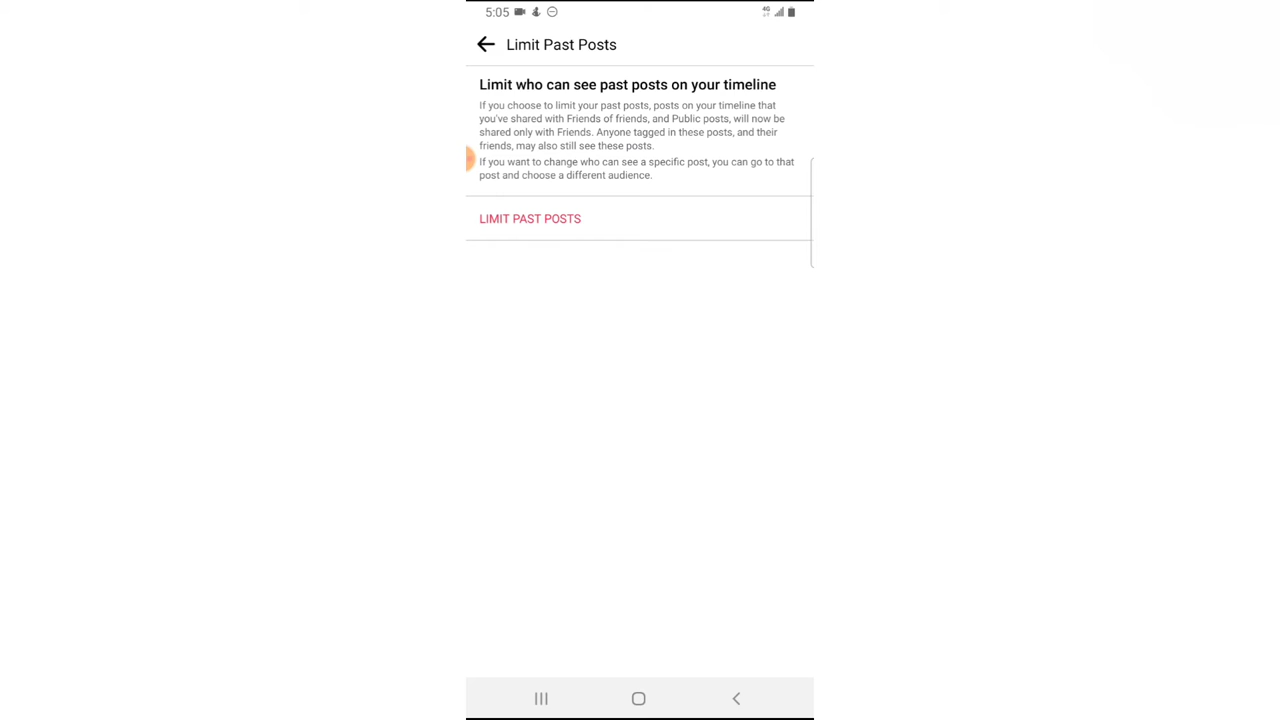 5:05
4G
Limit Past Posts
Limit who can see past posts on your timeline
If you choose to limit your past posts, posts on your timeline that
you've shared with Friends of friends, and Public posts, will now be
shared only with Friends. Anyone tagged in these posts, and their
friends, may also still see these posts.
If you want to change who can see a specific post, you can go to that
post and choose a different audience.
LIMIT PAST POSTS